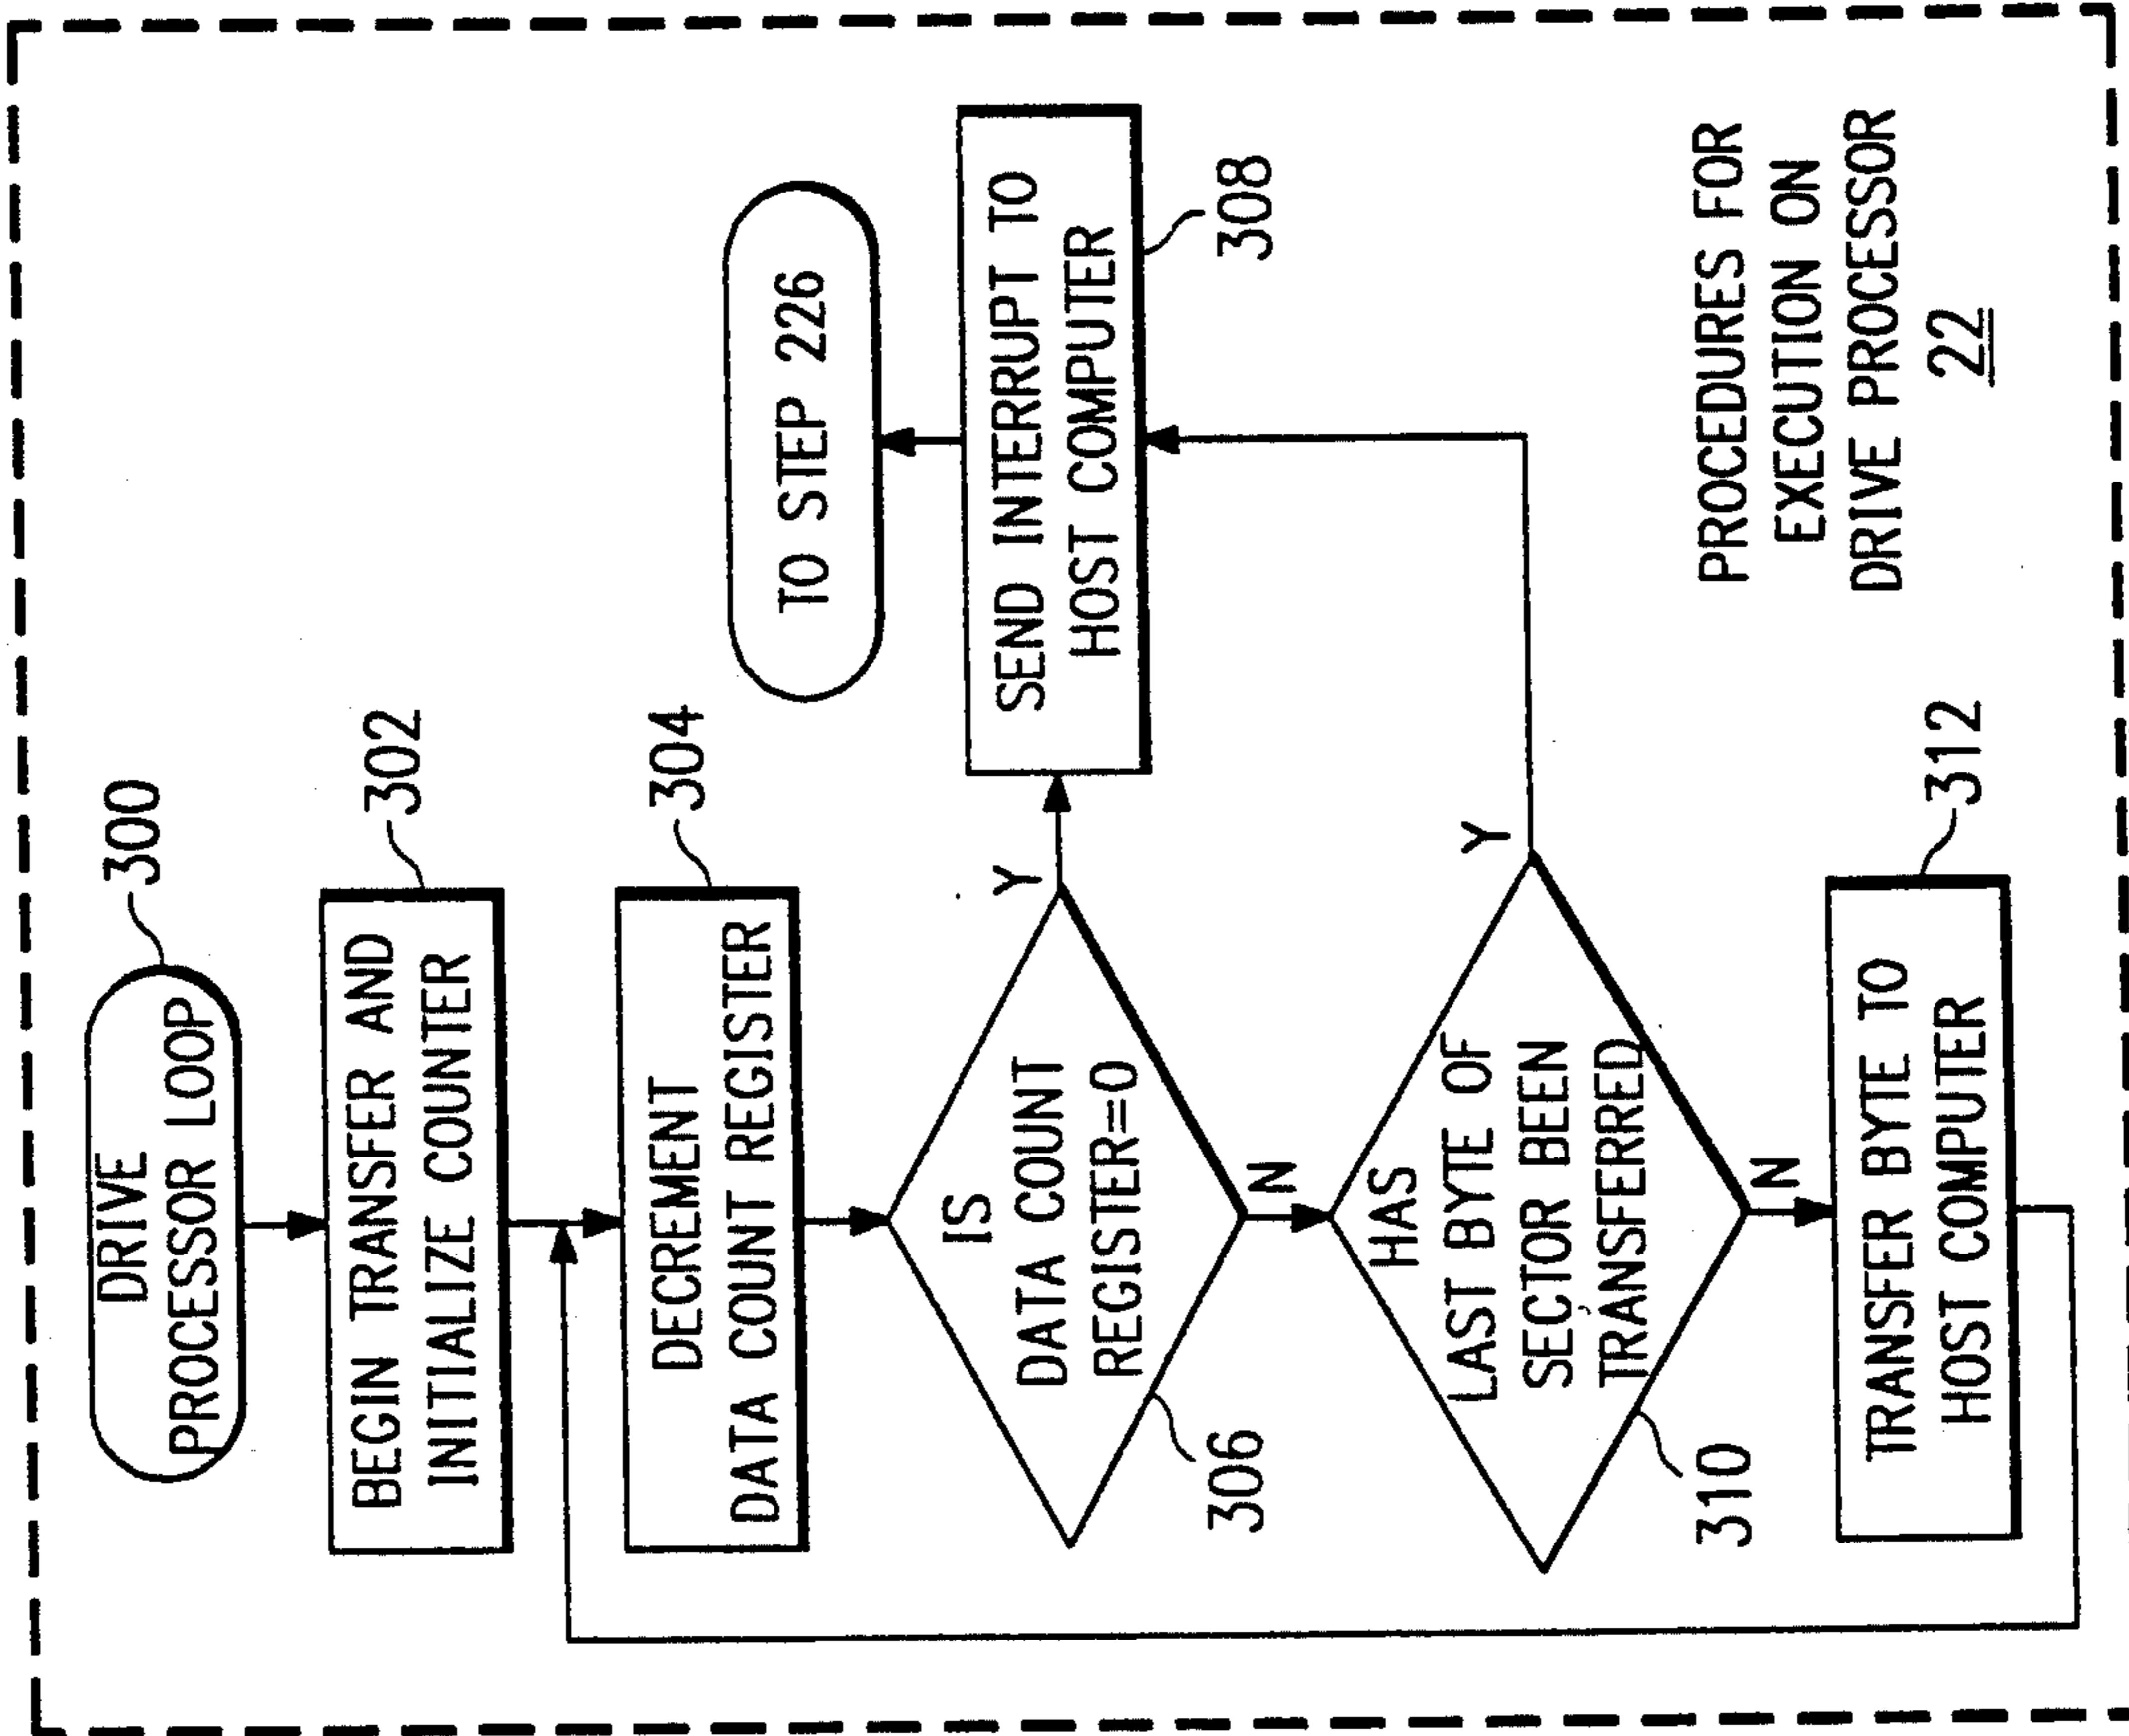 DRIVE
PROCESSOR LOOP
300
BEGIN TRANSFER AND
INITIALIZE COUNTER
302
DECREMENT
DATA COUNT REGISTER
304
IS
DATA COUNT
REGISTER=0
Y
N
306
TO STEP 226
SEND INTERRUPT TO
HOST COMPUTER
308
HAS
LAST BYTE OF
SECTOR BEEN
TRANSFERRED
Y
N
310
TRANSFER BYTE TO
HOST COMPUTER
312
PROCEDURES FOR
EXECUTION ON
DRIVE PROCESSOR
22